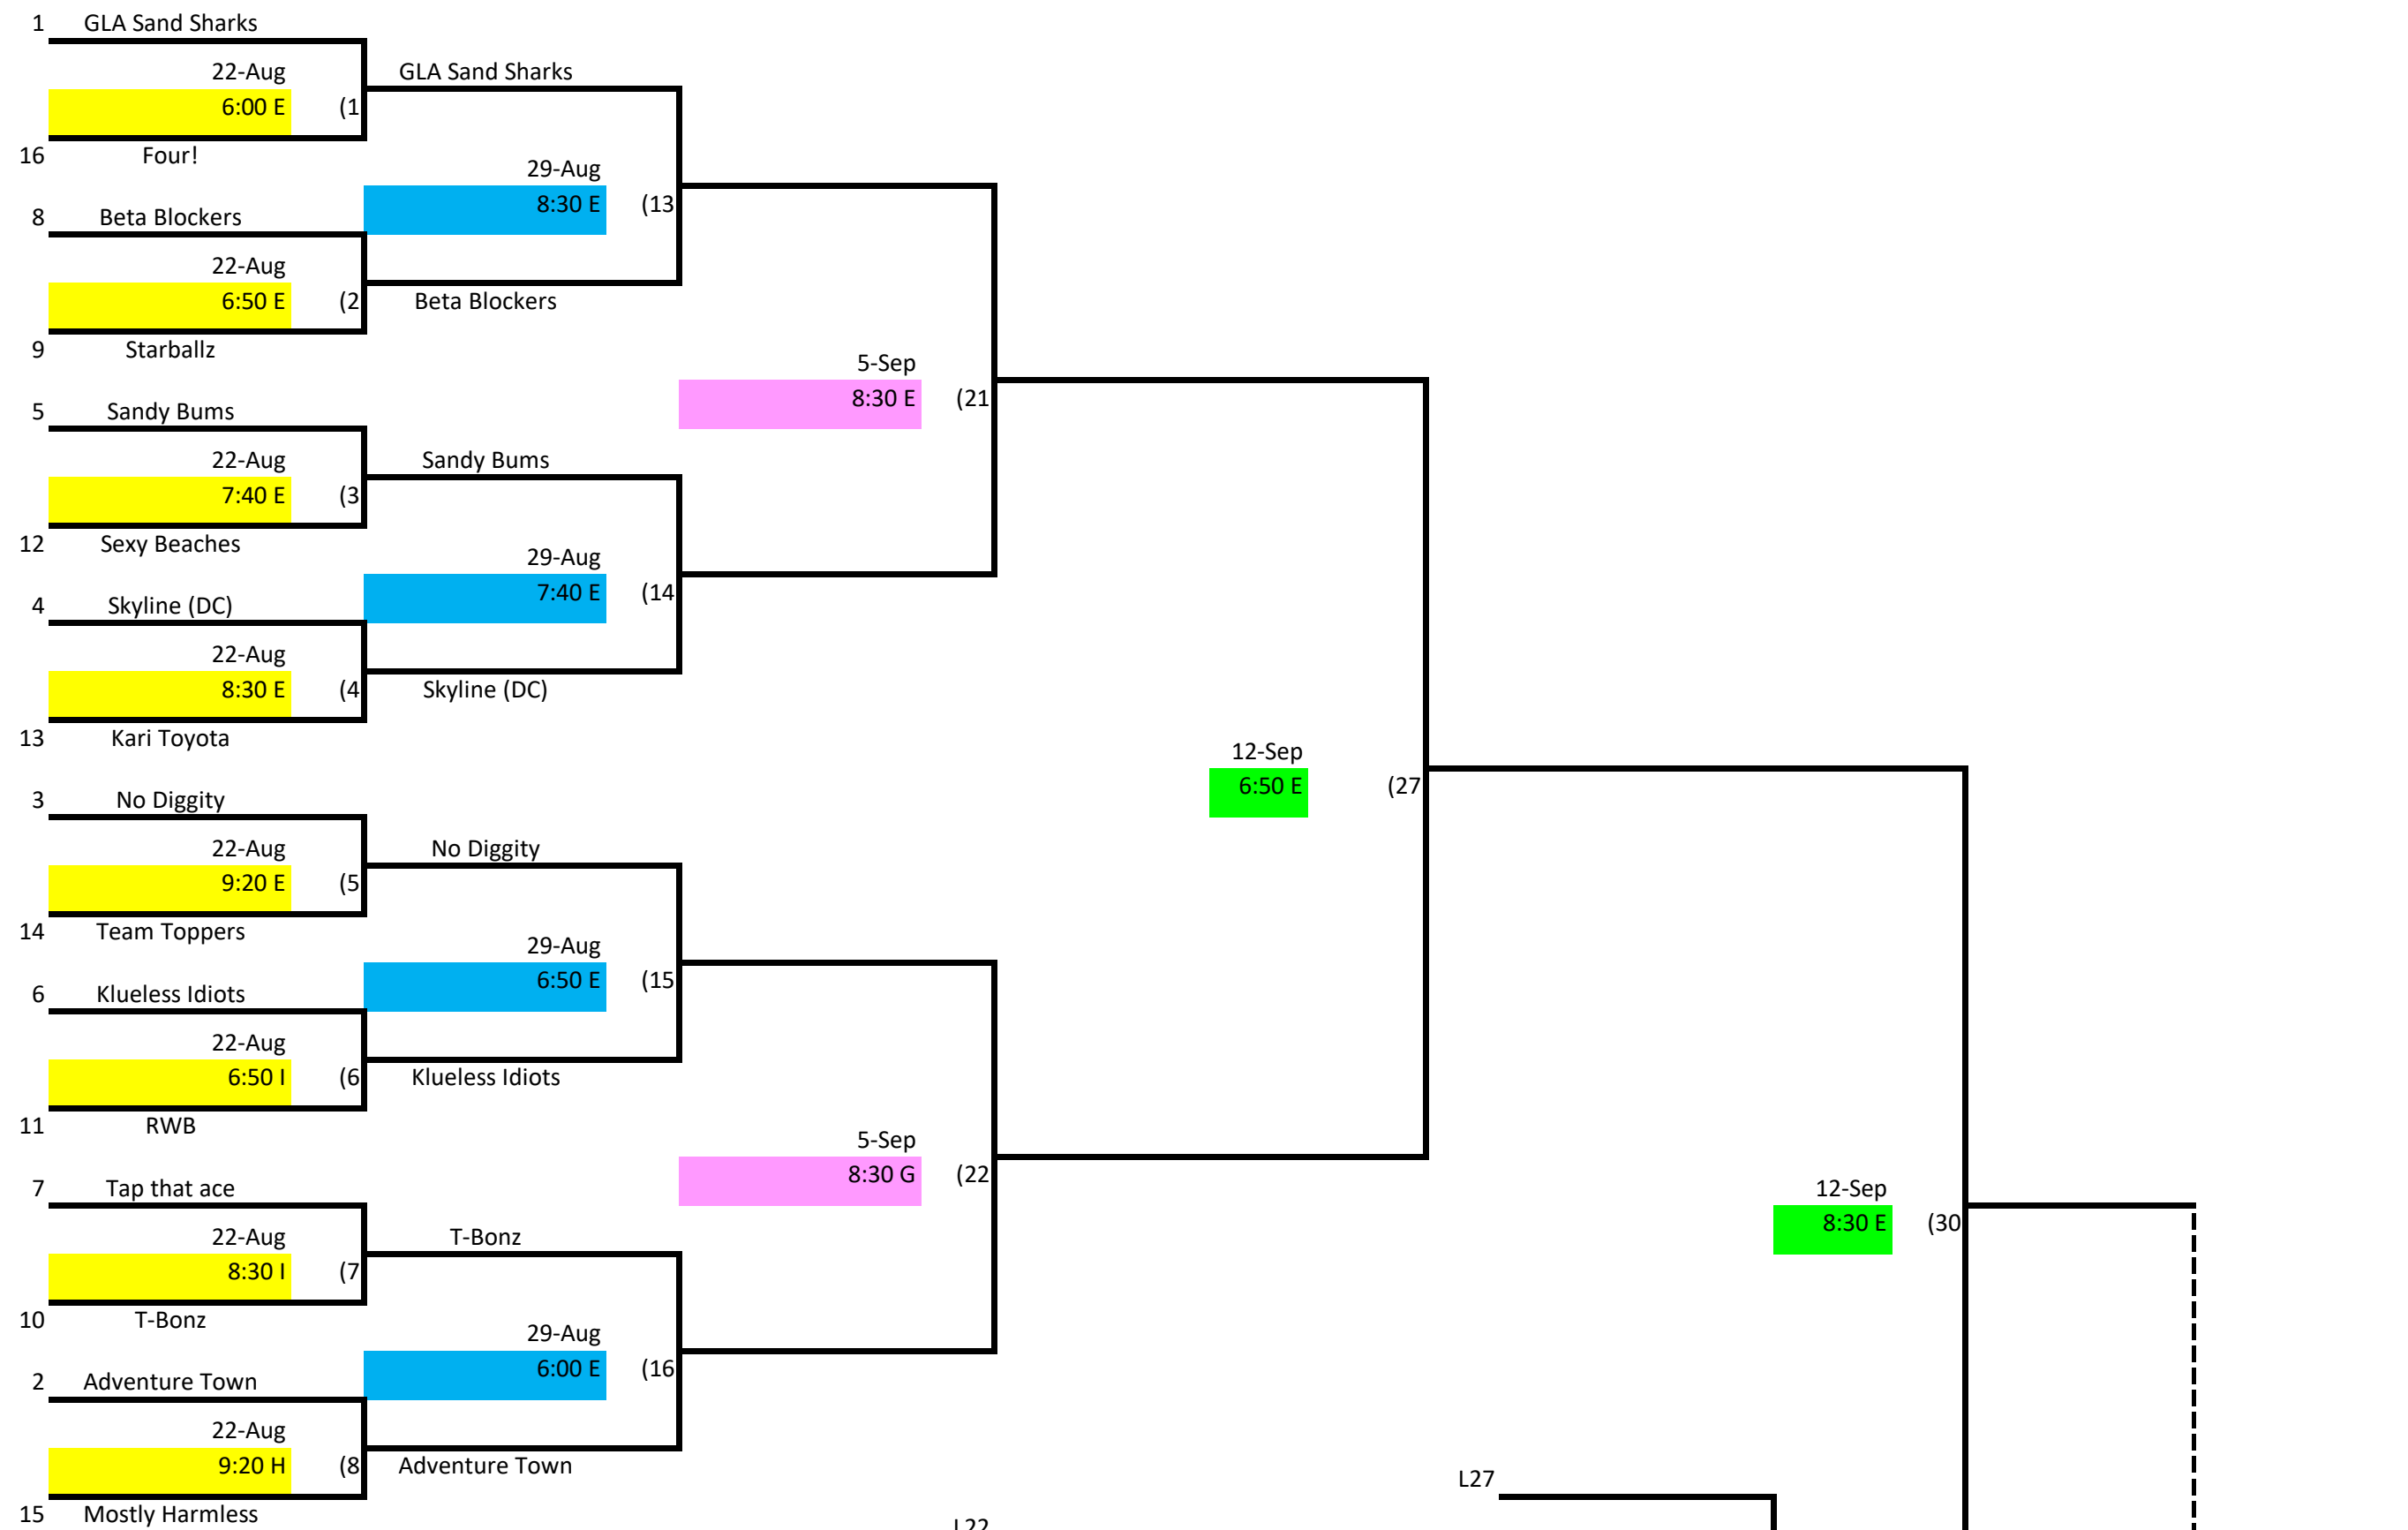 1 GLA Sand Sharks
22-Aug GLA Sand Sharks
6:00 E (1
16 Four!
29-Aug
8 Beta Blockers 8:30 E (13
22-Aug
6:50 E (2 Beta Blockers
9 Starballz
5-Sep
5 Sandy Bums 8:30 E (21
22-Aug Sandy Bums
7:40 E (3
12 Sexy Beaches
29-Aug
4 Skyline (DC) 7:40 E (14
22-Aug
8:30 E (4 Skyline (DC)
13 Kari Toyota
12-Sep
3 No Diggity 6:50 E (27
22-Aug No Diggity
9:20 E (5
14 Team Toppers
29-Aug
6 Klueless Idiots 6:50 E (15
22-Aug
6:50 I (6 Klueless Idiots
11 RWB
5-Sep
7 Tap that ace 8:30 G (22 12-Sep
22-Aug T-Bonz 8:30 E (30
8:30 I (7
10 T-Bonz
29-Aug
2 Adventure Town 6:00 E (16
22-Aug
9:20 H (8 Adventure Town L27
15 Mostly Harmless
L22